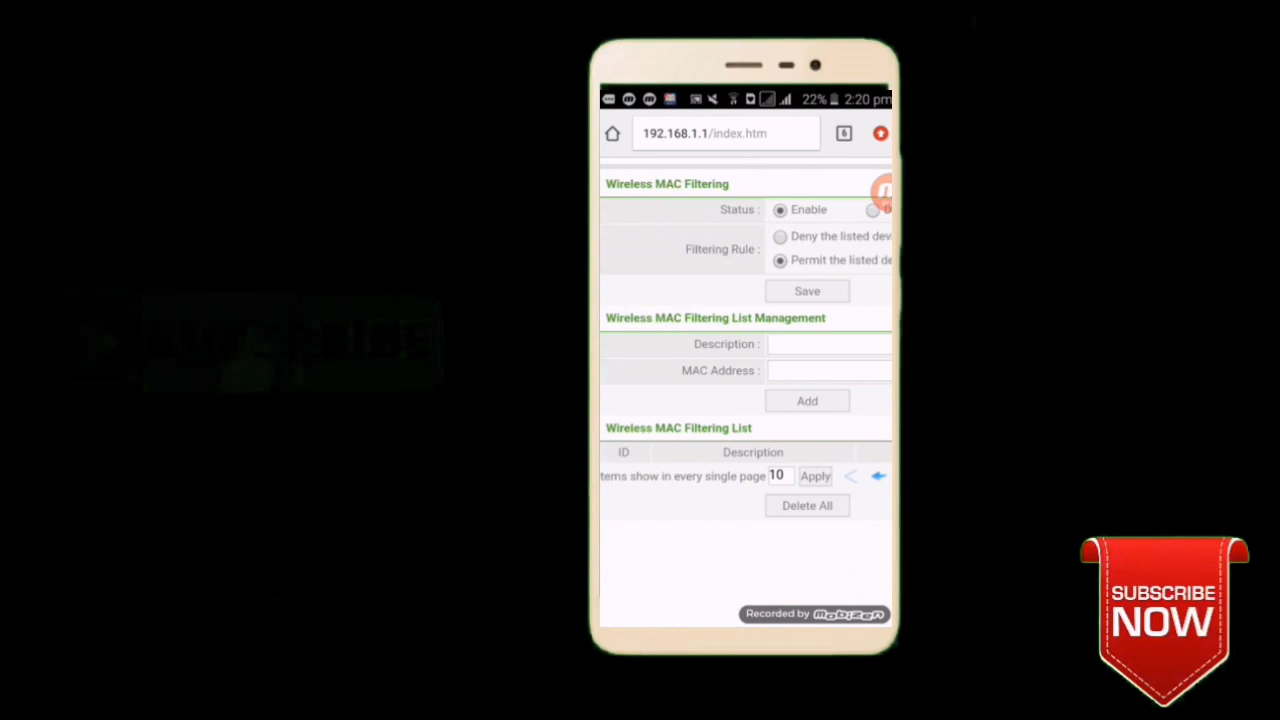 22% 2:20 pm
192.168.1.1/index.htm 6
Wireless MAC Filtering
Status : Enable
Filtering Rule : Deny the listed dev
Permit the listed de
Save
Wireless MAC Filtering List Management
Description :
MAC Address :
Add
Wireless MAC Filtering List
ID Description
tems show in every single page 10 Apply
Delete All
Recorded by mobizen
SUBSCRIBE
NOW